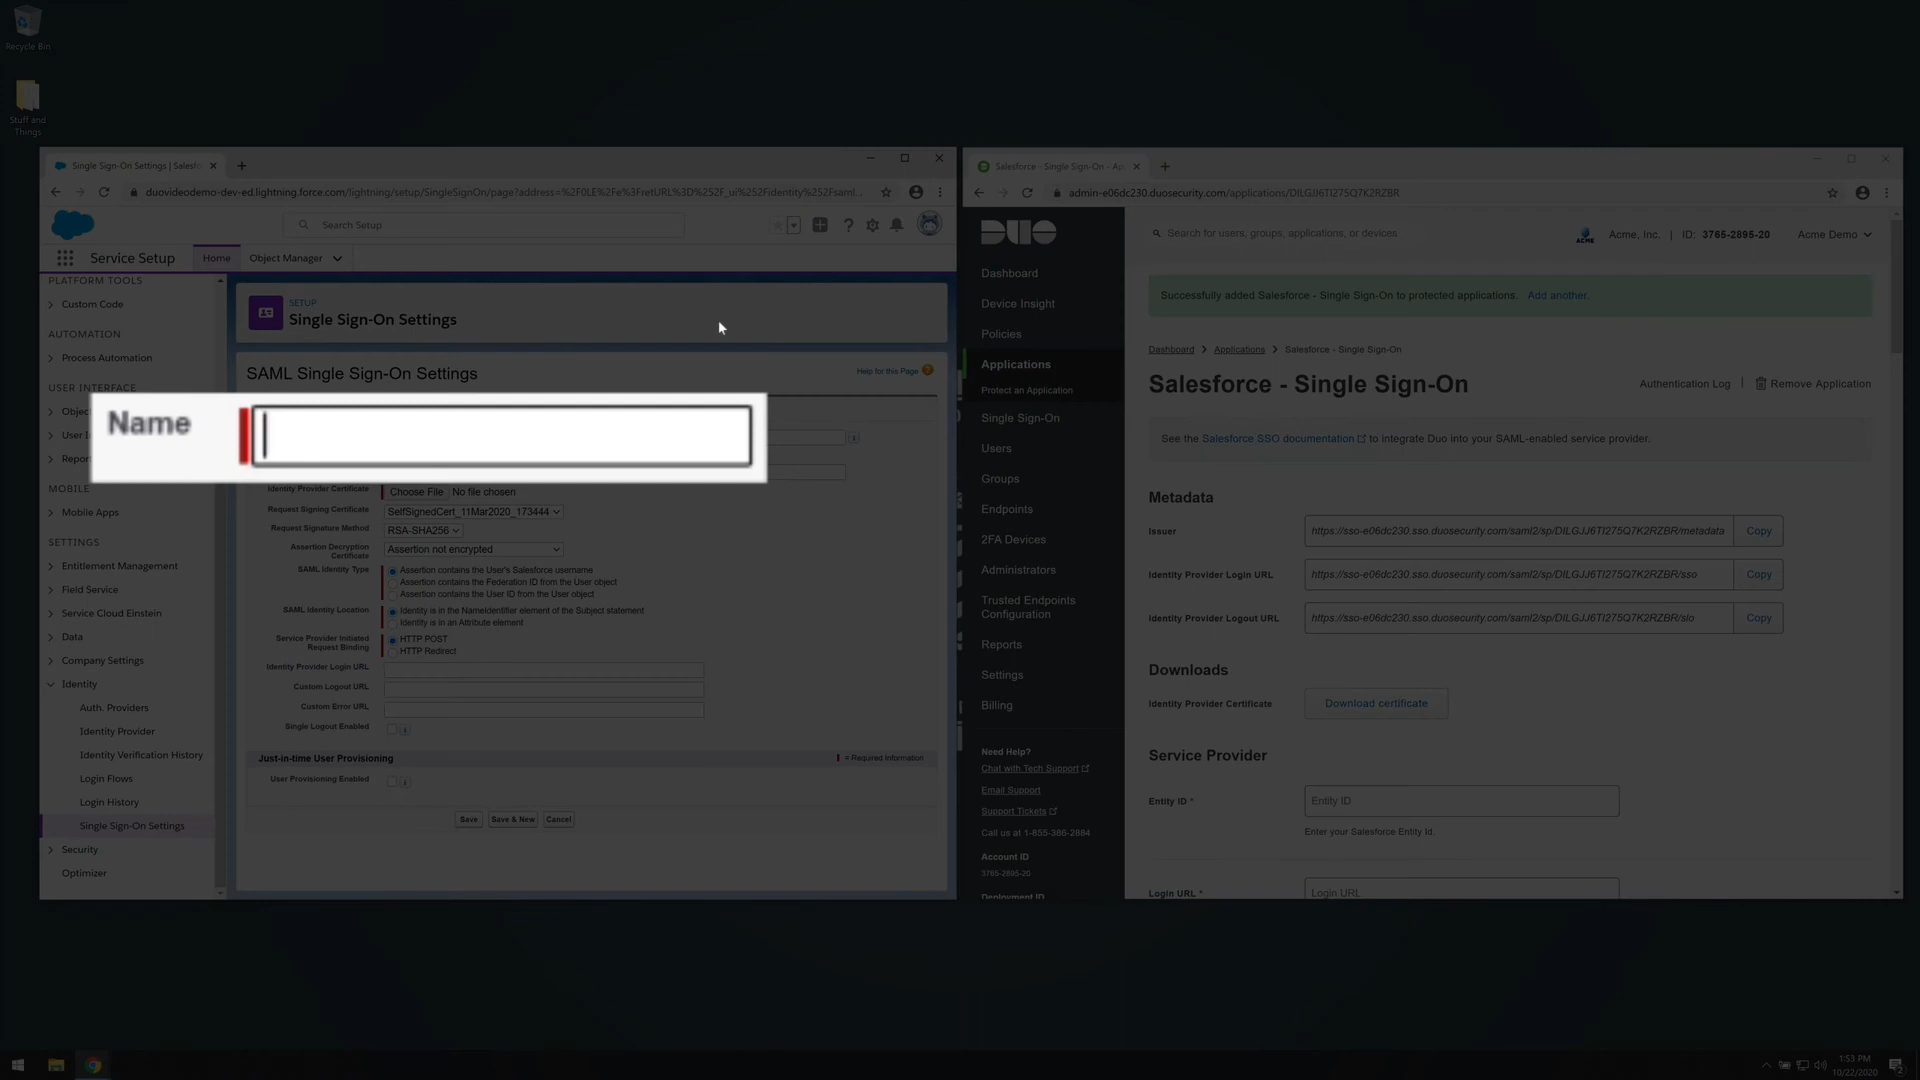 Recycle Bin
Stuff and
Things
Single Sign-On Settings | Salesfo
duovideodemo-dev-ed.lightning.force.com/lightning/setup/SingleSignOn/page?address=%2F0LE%2Fe%3FretURL%3D%252F_ui%252Fidentity%252Fsaml...
Search Setup
Service Setup
Home
Object Manager
PLATFORM TOOLS
Custom Code
AUTOMATION
Process Automation
USER INTERFACE
MOBILE
Mobile Apps
SETTINGS
Entitlement Management
Field Service
Service Cloud Einstein
Data
Company Settings
Identity
Auth. Providers
Identity Provider
Identity Verification History
Login Flows
Login History
Single Sign-On Settings
Security
Optimizer
SETUP
Single Sign-On Settings
SAML Single Sign-On Settings
Help for this Page
Name
Identity Provider Certificate Choose File No file chosen
Request Signing Certificate SelfSignedCert_11Mar2020_173444
Request Signature Method RSA-SHA256
Assertion Decryption
Certificate
Assertion not encrypted
SAML Identity Type
Assertion contains the User's Salesforce username
Assertion contains the Federation ID from the User object
Assertion contains the User ID from the User object
SAML Identity Location
Identity is in the NameIdentifier element of the Subject statement
Identity is in an Attribute element
Service Provider Initiated
Request Binding
HTTP POST
HTTP Redirect
Identity Provider Login URL
Custom Logout URL
Custom Error URL
Single Logout Enabled
Just-in-time User Provisioning
= Required Information
User Provisioning Enabled
Save Save & New Cancel
Salesforce - Single Sign-On - Ap
admin-e06dc230.duosecurity.com/applications/DILGJJ6TI275Q7K2RZBR
DUO
Dashboard
Device Insight
Policies
Applications
Protect an Application
Single Sign-On
Users
Groups
Endpoints
2FA Devices
Administrators
Trusted Endpoints
Configuration
Reports
Settings
Billing
Need Help?
Chat with Tech Support
Email Support
Support Tickets
Call us at 1-855-386-2884
Account ID
3765-2895-20
Deployment ID
Search for users, groups, applications, or devices
ACME
Acme, Inc. | ID: 3765-2895-20
Acme Demo
Successfully added Salesforce - Single Sign-On to protected applications. Add another.
Dashboard > Applications > Salesforce - Single Sign-On
Salesforce - Single Sign-On
Authentication Log | Remove Application
See the Salesforce SSO documentation to integrate Duo into your SAML-enabled service provider.
Metadata
Issuer
https://sso-e06dc230.sso.duosecurity.com/saml2/sp/DILGJJ6TI275Q7K2RZBR/metadata
Copy
Identity Provider Login URL
https://sso-e06dc230.sso.duosecurity.com/saml2/sp/DILGJJ6TI275Q7K2RZBR/sso
Copy
Identity Provider Logout URL
https://sso-e06dc230.sso.duosecurity.com/saml2/sp/DILGJJ6TI275Q7K2RZBR/slo
Copy
Downloads
Identity Provider Certificate
Download certificate
Service Provider
Entity ID *
Entity ID
Enter your Salesforce Entity Id.
Login URL *
Login URL
1:53 PM
10/22/2020